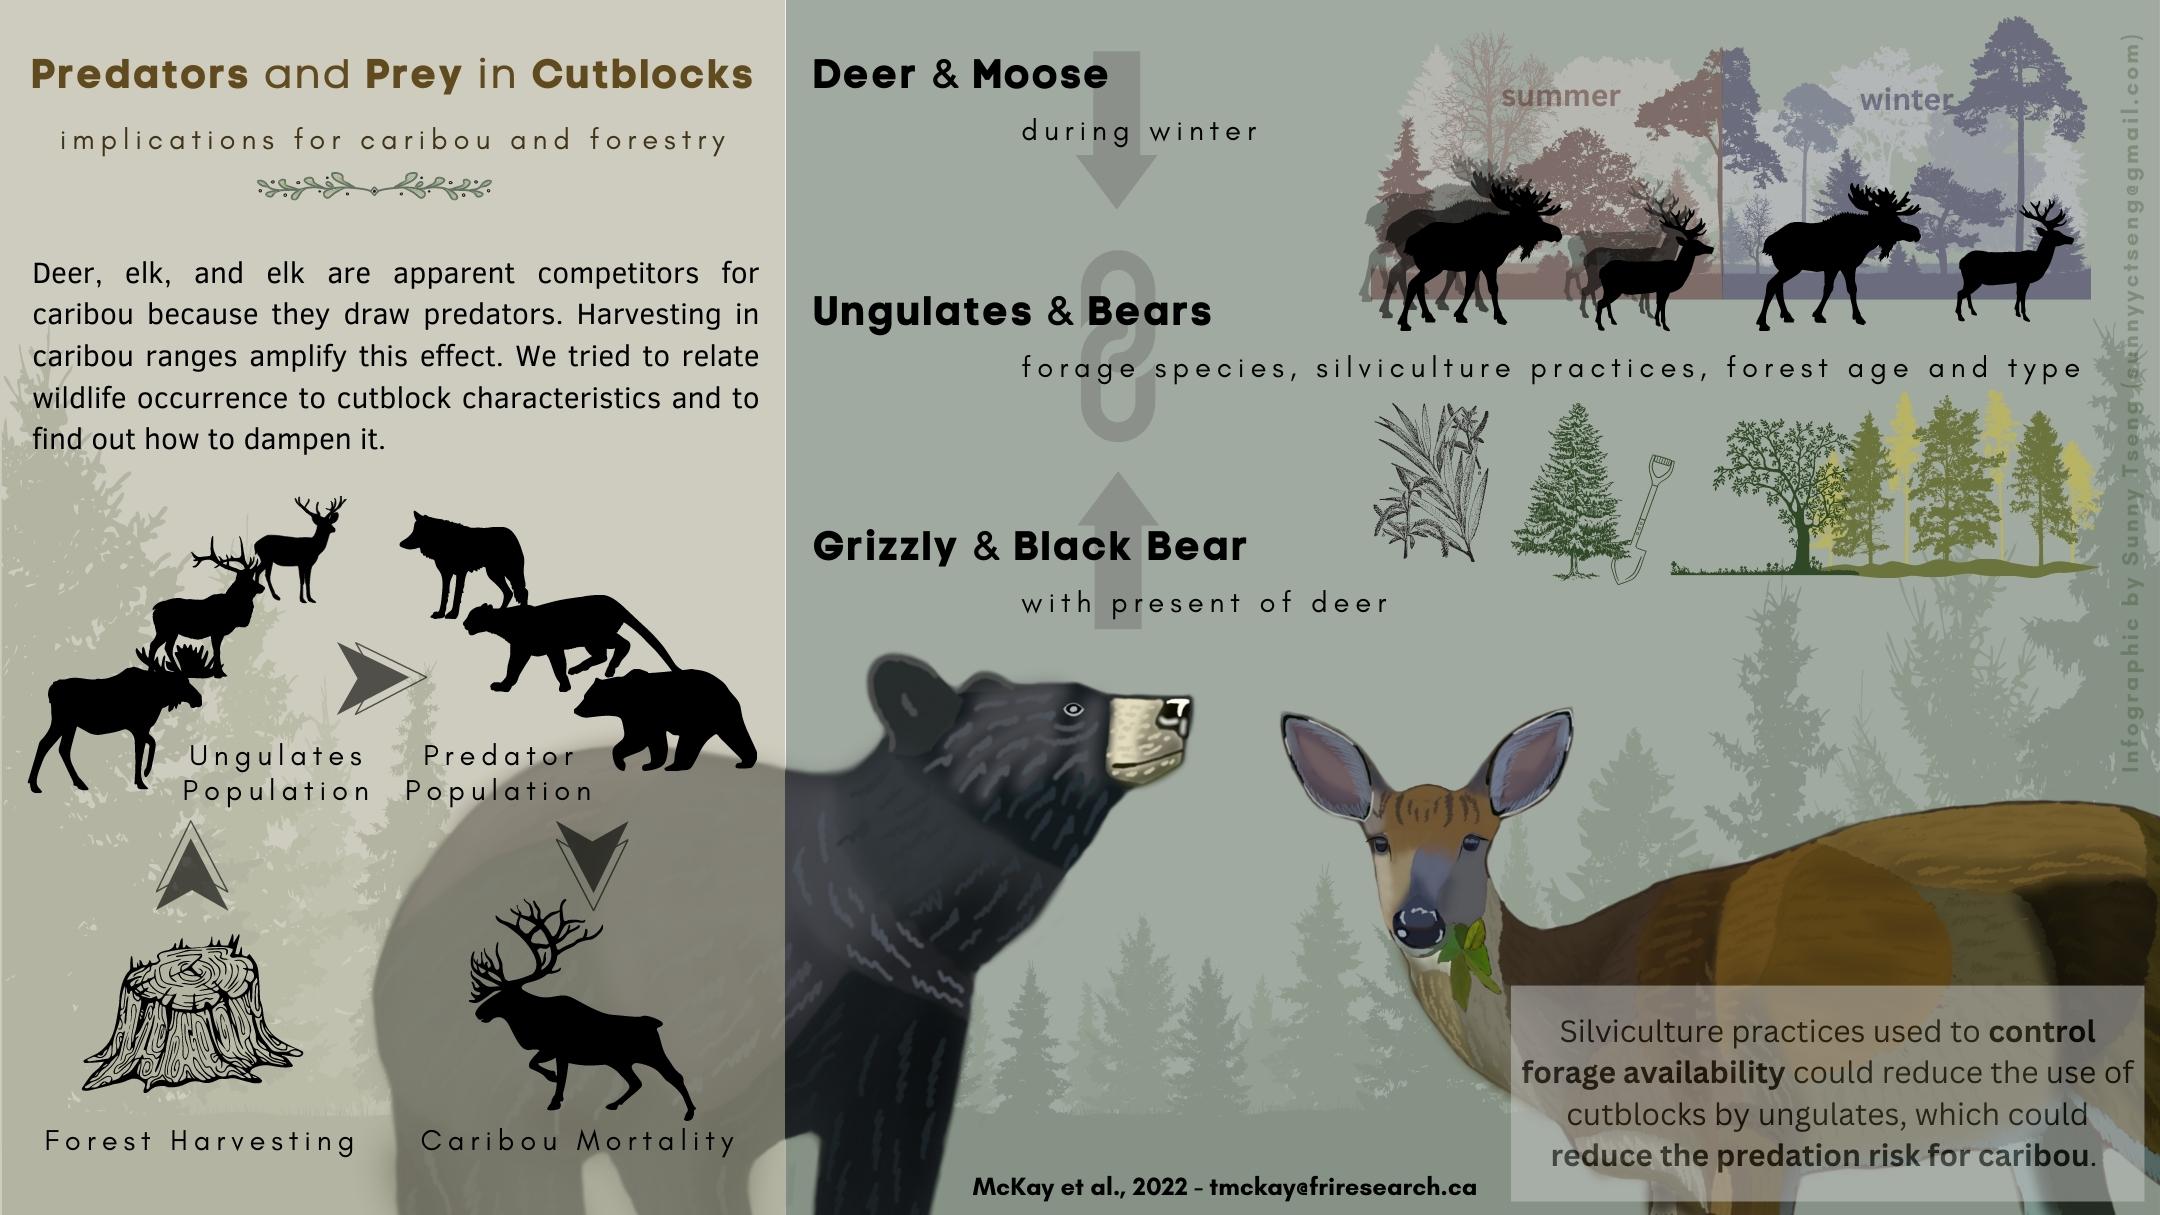 Predators and Prey in Cutblocks
implications for caribou and forestry
Deer, elk, and elk are apparent competitors for
caribou because they draw predators. Harvesting in
caribou ranges amplify this effect. We tried to relate
wildlife occurrence to cutblock characteristics and to
find out how to dampen it.
Ungulates
Population
Predator
Population
Forest Harvesting
Caribou Mortality
Deer & Moose
during winter
summer
winter
Ungulates & Bears
forage species, silviculture practices, forest age and type
Grizzly & Black Bear
with present of deer
Silviculture practices used to control
forage availability could reduce the use of
cutblocks by ungulates, which could
reduce the predation risk for caribou.
McKay et al., 2022 - tmckay@friresearch.ca
Infographic by Sunny Tseng (sunnyyctseng@gmail.com)